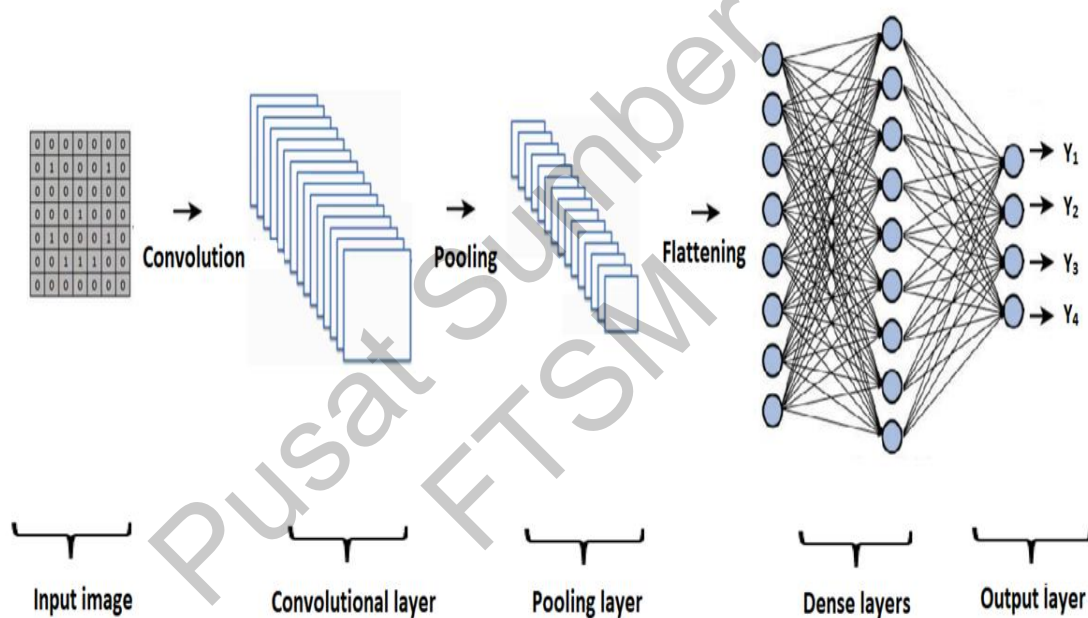 0 0 0 0 0 0 0
0 1 0 0 0 1 0
0 0 0 0 0 0 0
0 0 0 1 0 0 0
0 1 0 0 0 1 0
0 0 1 1 1 0 0
0 0 0 0 0 0 0
Convolution
Pooling
Flattening
Y1
Y2
Y3
Y4
Input image
Convolutional layer
Pooling layer
Dense layers
Output layer
Pusat Sumber
FTSM